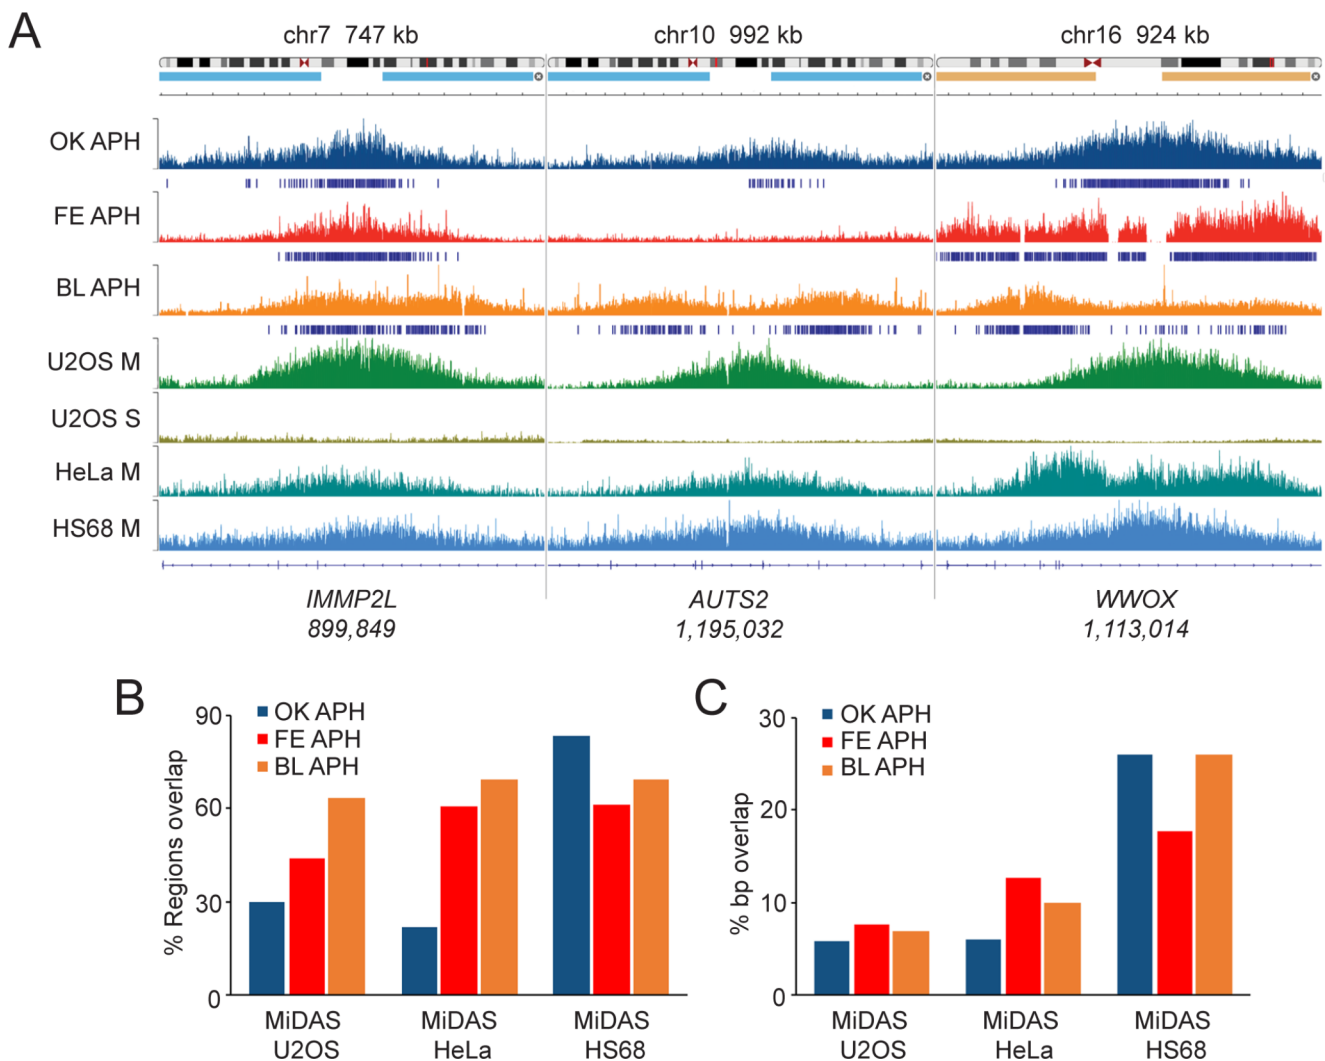 A
chr7 747 kb
chr10 992 kb
chr16 924 kb
OK APH
FE APH
BL APH
U2OS M
U2OS S
HeLa M
HS68 M
IMMP2L
899,849
AUTS2
1,195,032
WWOX
1,113,014
B
% Regions overlap
90
60
30
0
OK APH
FE APH
BL APH
MiDAS
U2OS
MiDAS
HeLa
MiDAS
HS68
C
% bp overlap
30
20
10
0
OK APH
FE APH
BL APH
MiDAS
U2OS
MiDAS
HeLa
MiDAS
HS68